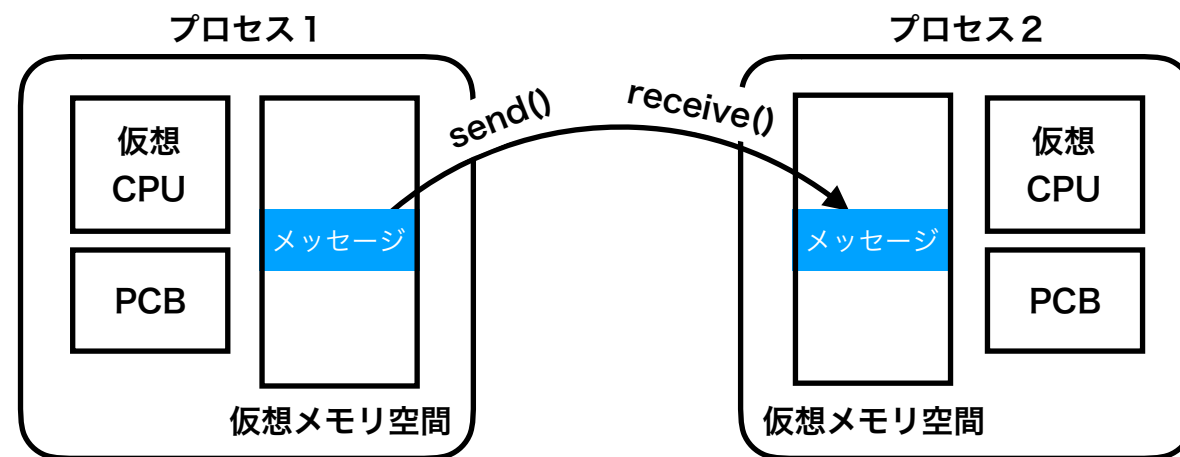 プロセス1
プロセス2
send()
receive()
仮想
CPU
メッセージ
PCB
仮想メモリ空間
メッセージ
仮想
CPU
PCB
仮想メモリ空間